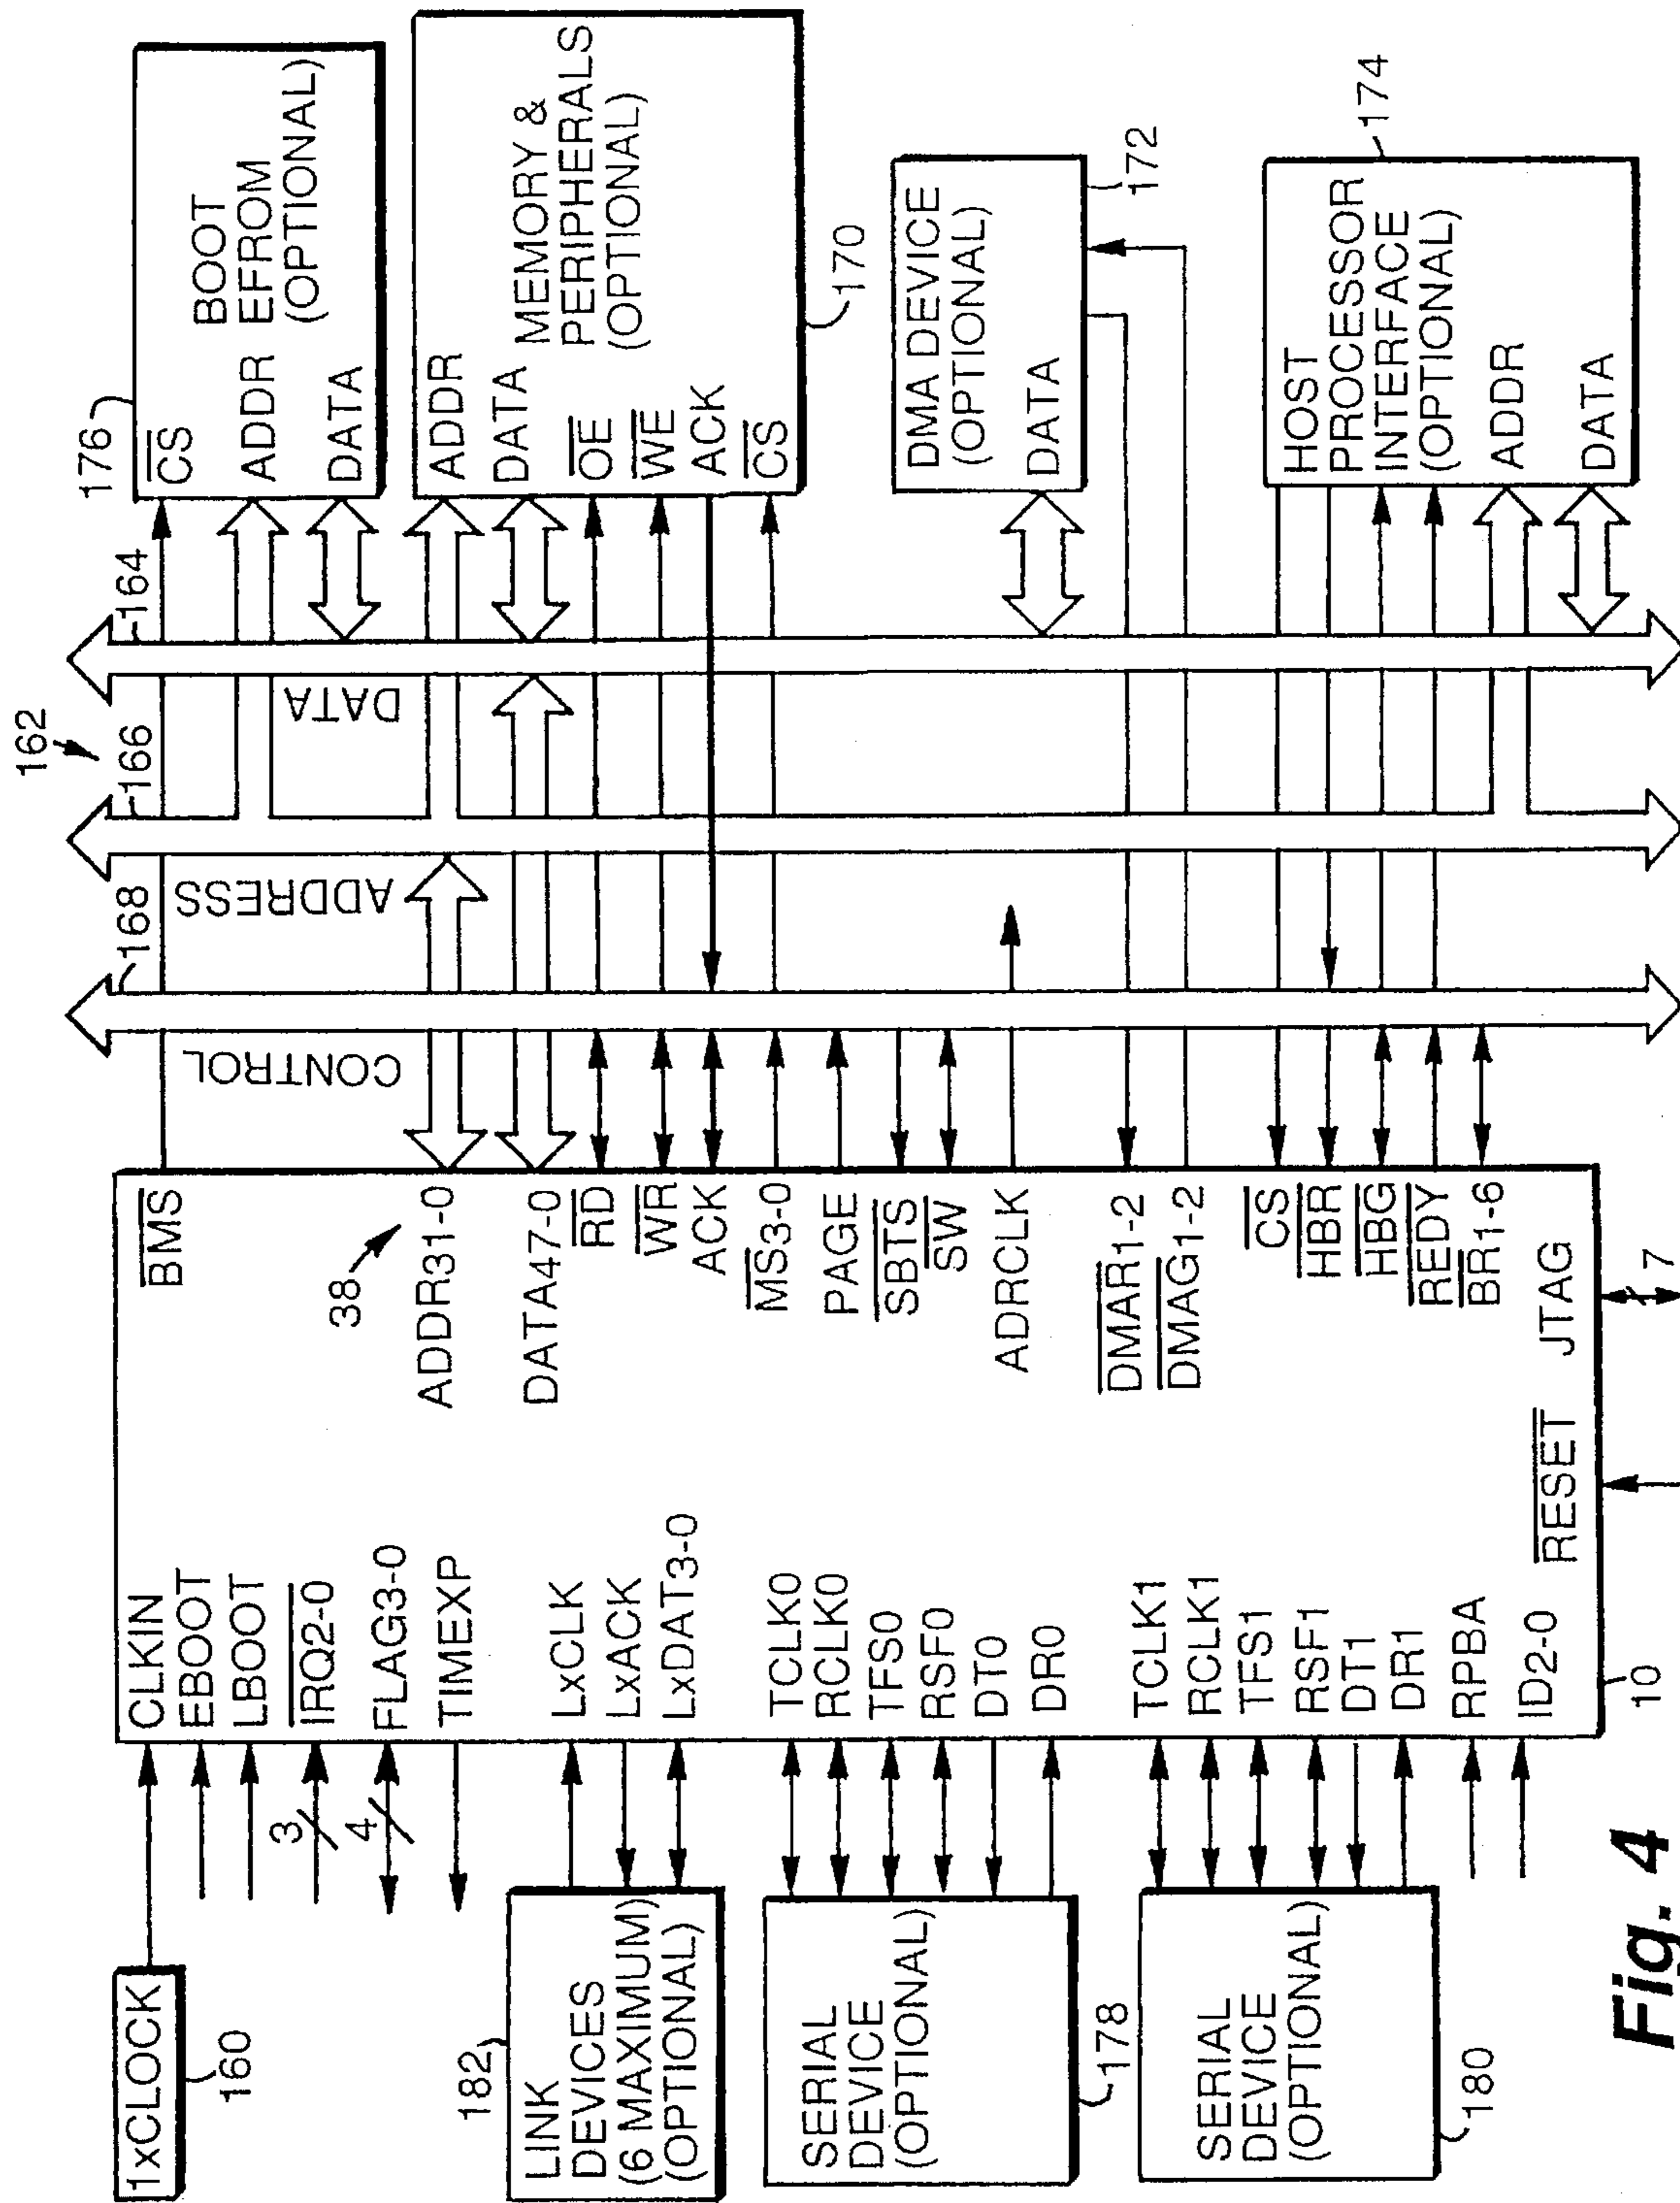 1xCLOCK
160
182
LINK
DEVICES
(6 MAXIMUM)
(OPTIONAL)
SERIAL
DEVICE
(OPTIONAL)
178
SERIAL
DEVICE
(OPTIONAL)
180
3
4
CLKIN
EBOOT
LBOOT
IRQ2-0
FLAG3-0
TIMEXP
LxCLK
LxACK
LxDAT3-0
TCLK0
RCLK0
TFS0
RSF0
DT0
DR0
TCLK1
RCLK1
TFS1
RSF1
DT1
DR1
RPBA
ID2-0
RESET
JTAG
10
7
BMS
38
ADDR31-0
DATA47-0
RD
WR
ACK
MS3-0
PAGE
SBTS
SW
ADRCLK
DMAR1-2
DMAG1-2
CS
HBR
HBG
REDY
BR1-6
CONTROL
ADDRESS
DATA
168
166
164
162
176
CS
ADDR
DATA
BOOT
EFROM
(OPTIONAL)
ADDR
DATA
OE
WE
ACK
CS
MEMORY &
PERIPHERALS
(OPTIONAL)
170
DMA DEVICE
(OPTIONAL)
DATA
172
HOST
PROCESSOR
INTERFACE
(OPTIONAL)
ADDR
DATA
174
Fig. 4